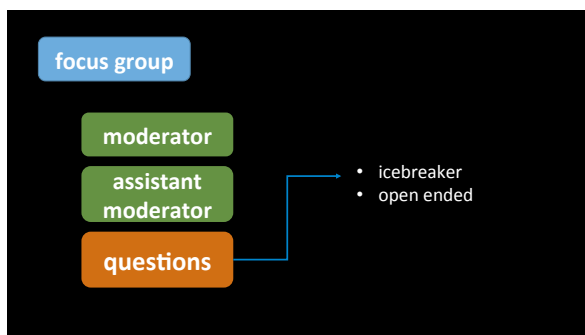 focus group
moderator
assistant
moderator
questions
• icebreaker
• open ended